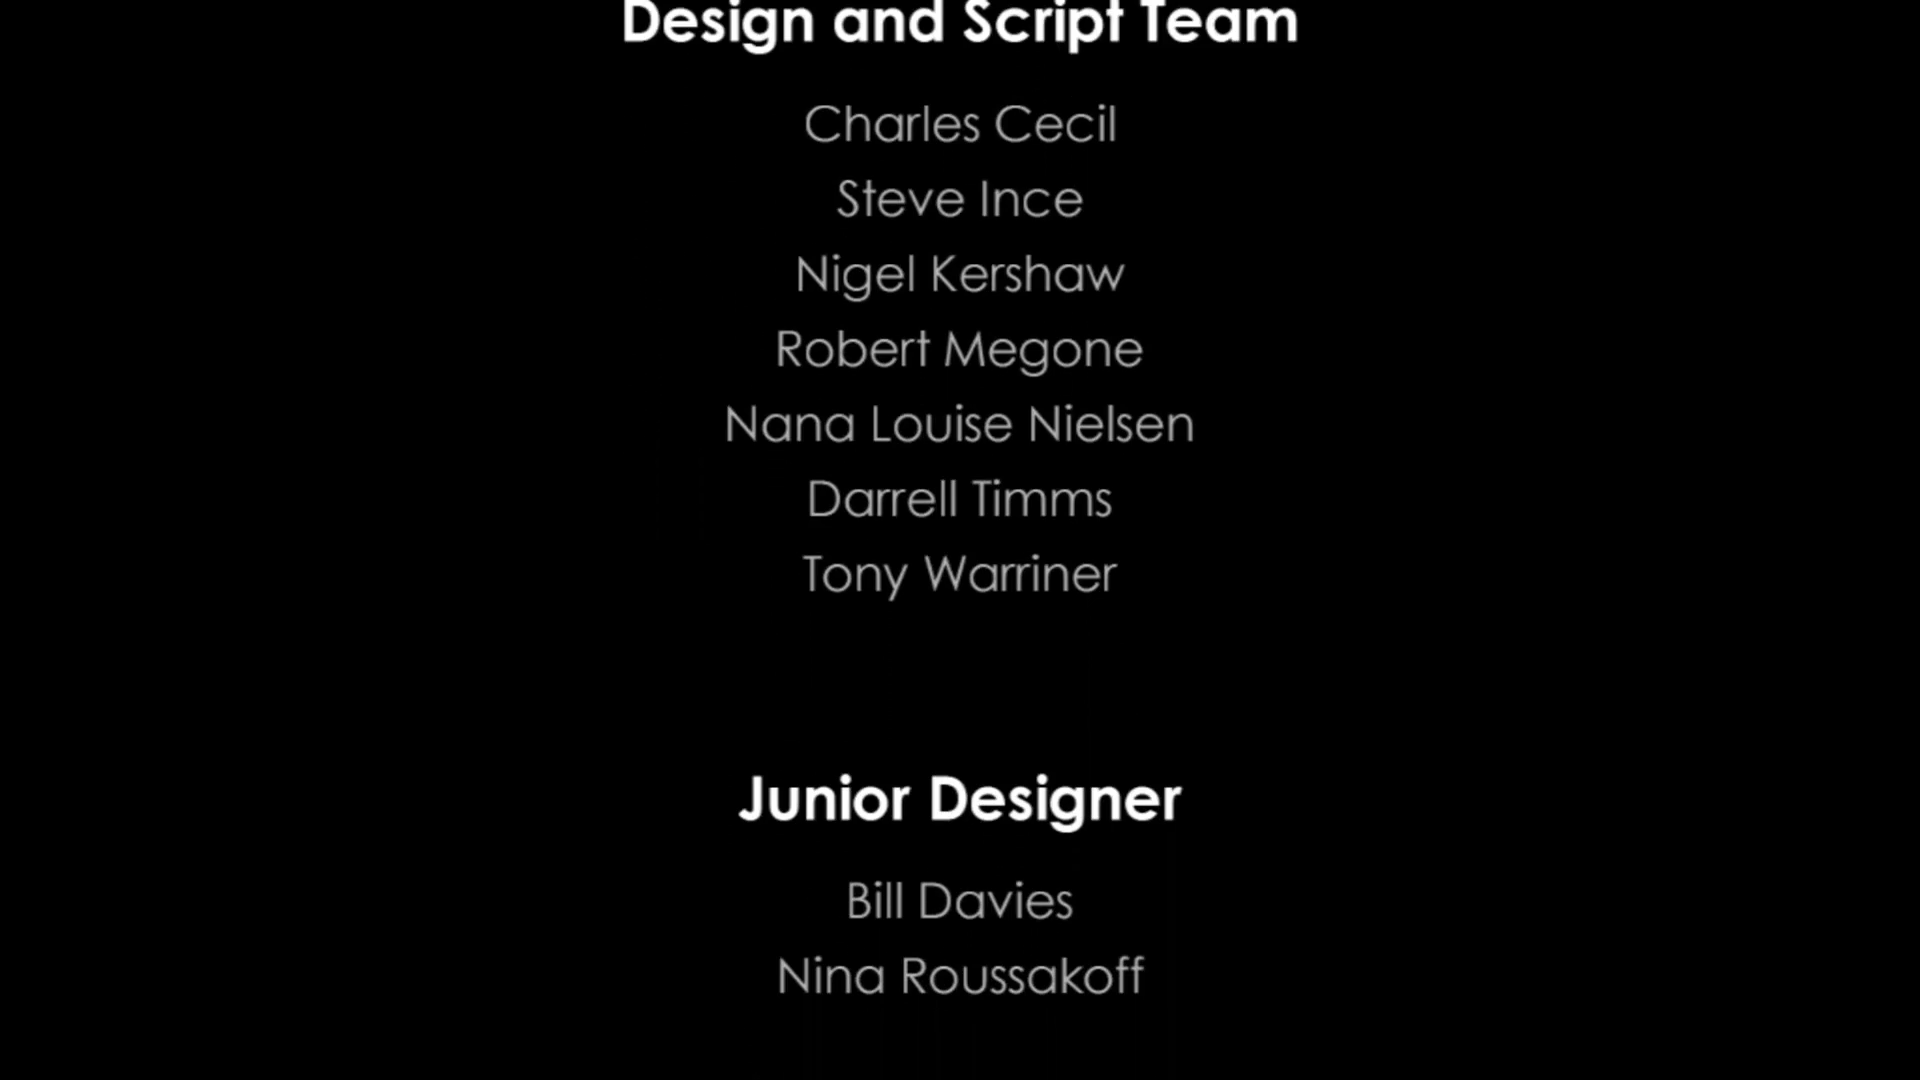 Design and Script Team
Charles Cecil
Steve Ince
Nigel Kershaw
Robert Megone
Nana Louise Nielsen
Darrell Timms
Tony Warriner
Junior Designer
Bill Davies
Nina Roussakoff